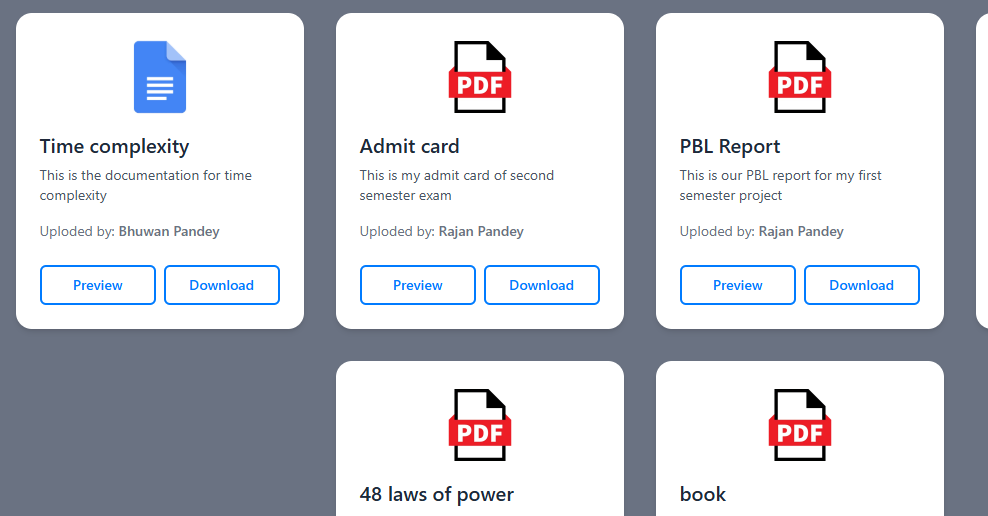 Time complexity
This is the documentation for time
complexity
Uploded by: Bhuwan Pandey
Preview
Download
PDF
Admit card
This is my admit card of second
semester exam
Uploded by: Rajan Pandey
Preview
Download
PDF
PBL Report
This is our PBL report for my first
semester project
Uploded by: Rajan Pandey
Preview
Download
PDF
48 laws of power
PDF
book